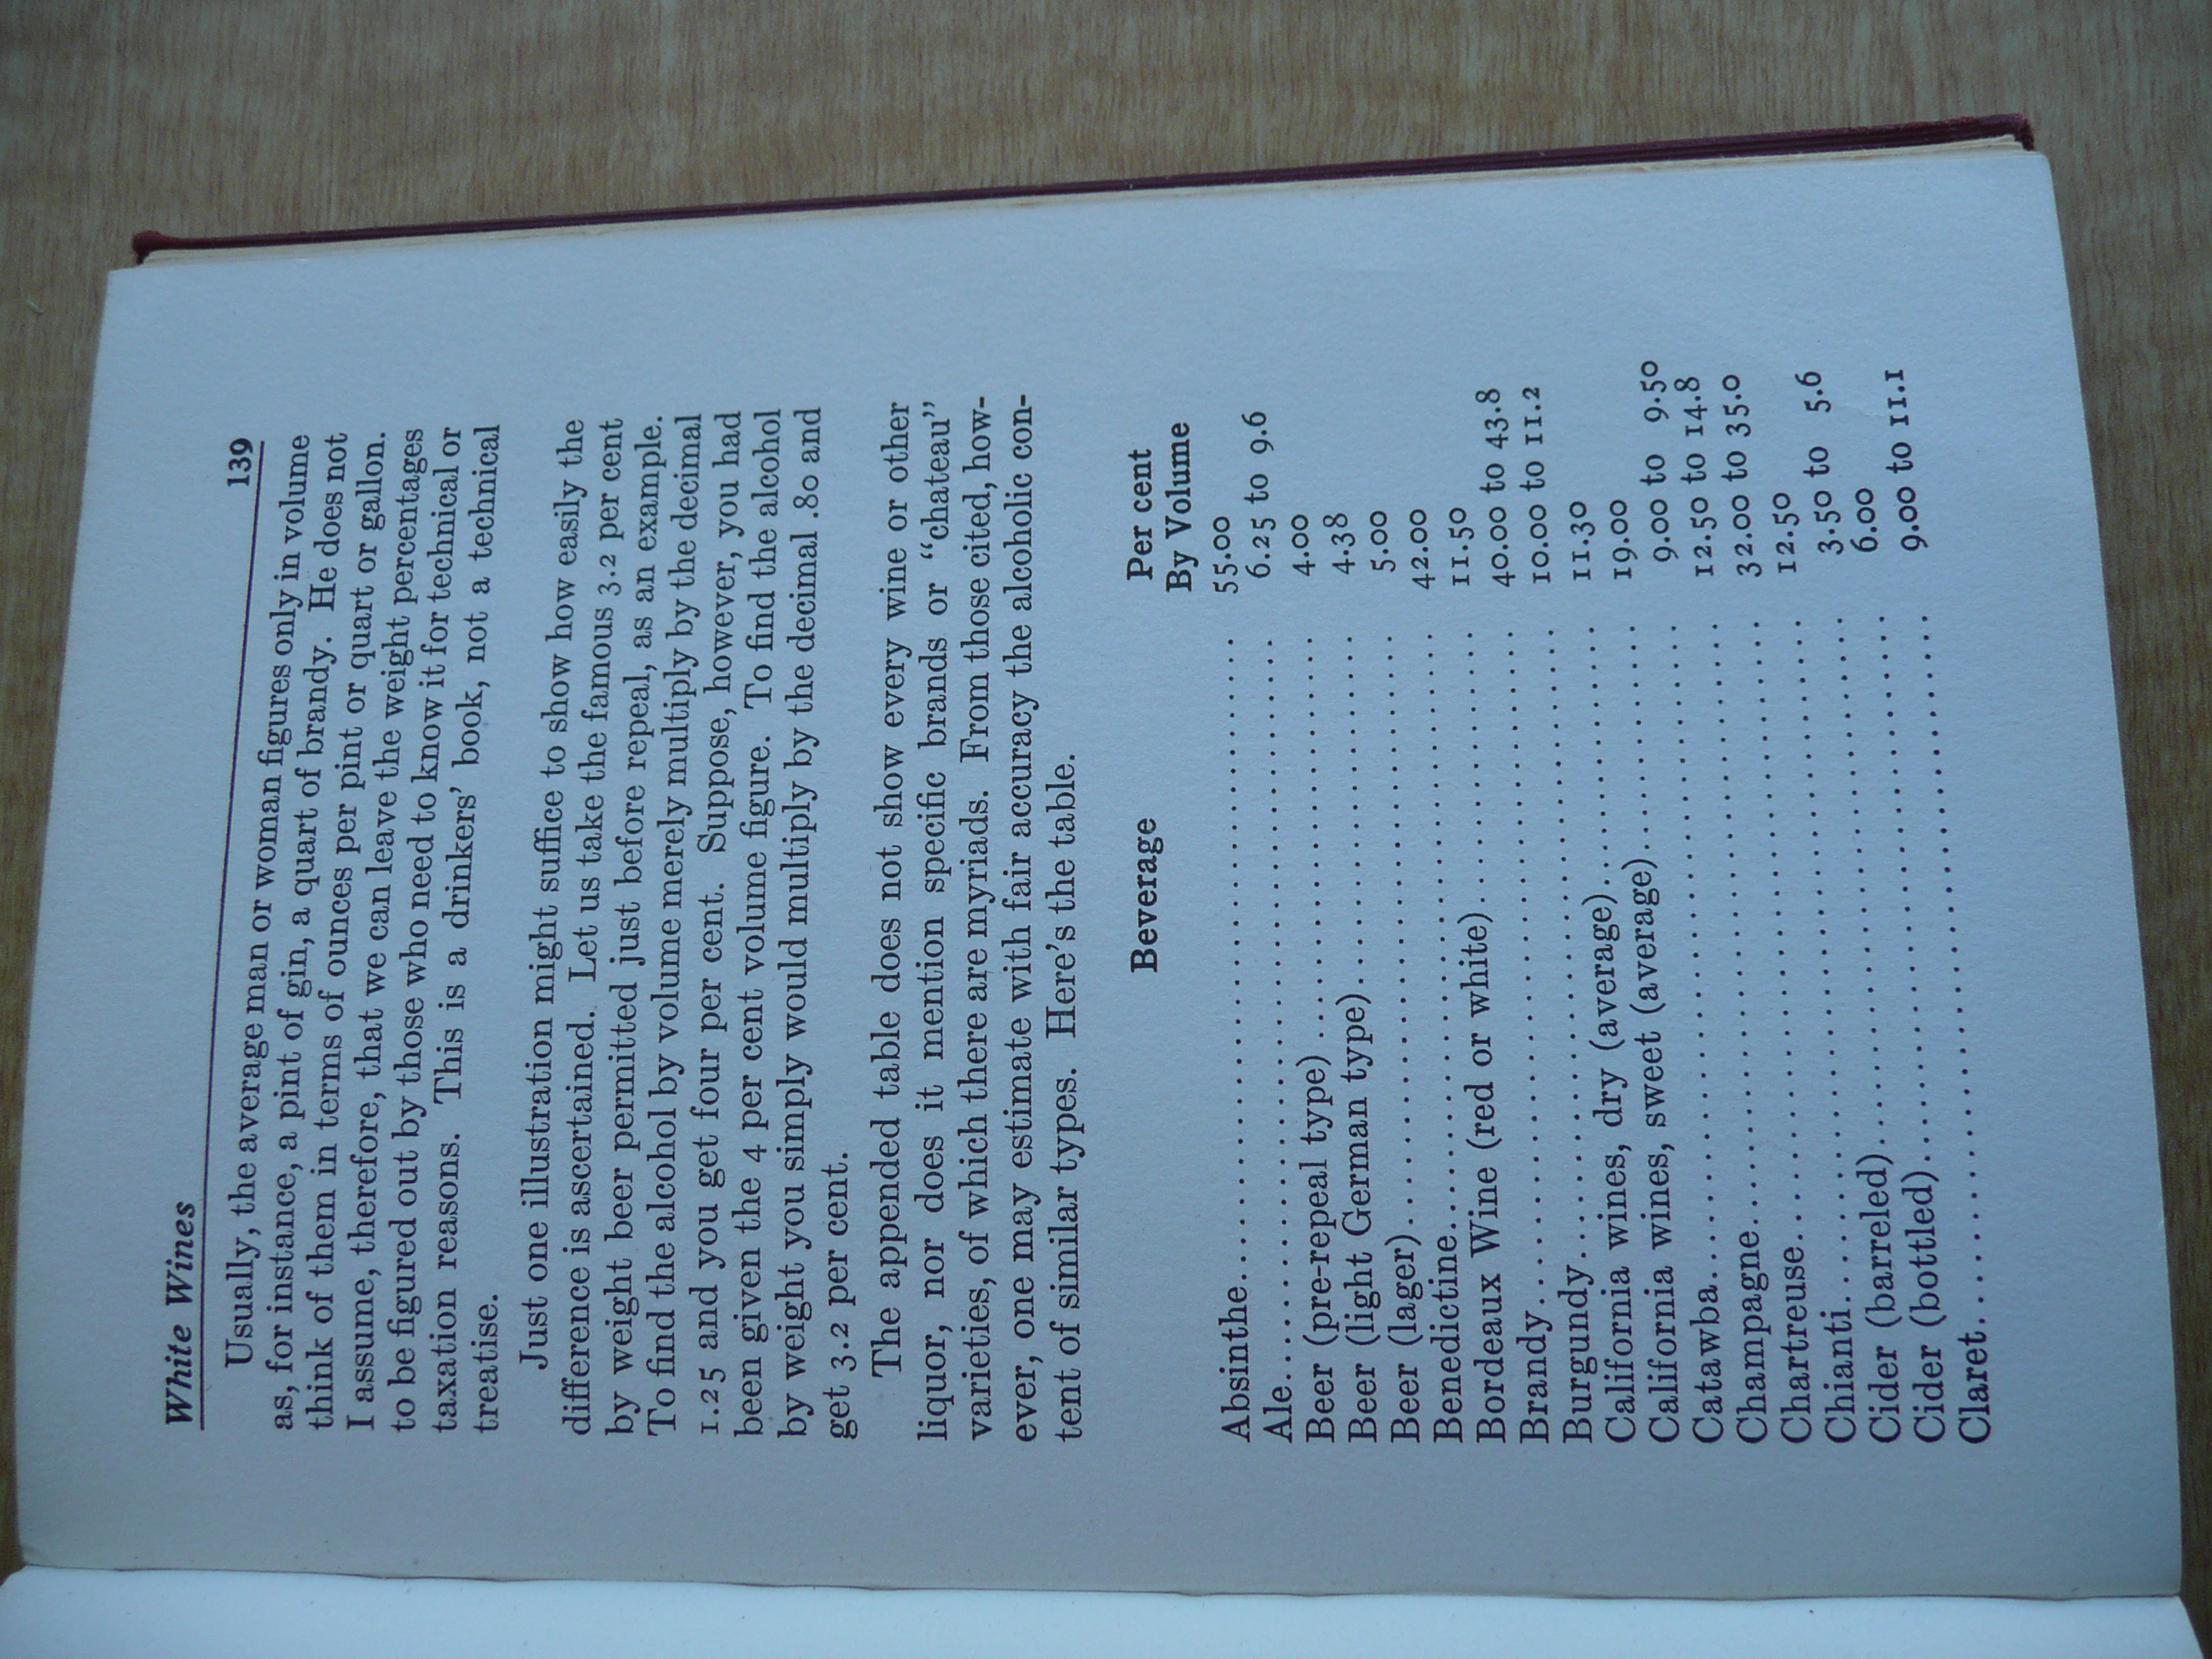 White Wines 139
Usually, the average man or woman figures only in volume
as, for instance, a pint of gin, a quart of brandy. He does not
think of them in terms of ounces per pint or quart or gallon.
I assume, therefore, that we can leave the weight percentages
to be figured out by those who need to know it for technical or
taxation reasons. This is a drinkers' book, not a technical
treatise.
Just one illustration might suffice to show how easily the
difference is ascertained. Let us take the famous 3.2 per cent
by weight beer permitted just before repeal, as an example.
To find the alcohol by volume merely multiply by the decimal
1.25 and you get four per cent. Suppose, however, you had
been given the 4 per cent volume figure. To find the alcohol
by weight you simply would multiply by the decimal .80 and
get 3.2 per cent.
The appended table does not show every wine or other
liquor, nor does it mention specific brands or "chateau"
varieties, of which there are myriads. From those cited, how-
ever, one may estimate with fair accuracy the alcoholic con-
tent of similar types. Here's the table.
Per cent
Beverage By Volume
Absinthe 55.00
Ale 6.25 to 9.6
Beer (pre-repeal type) 4.00
Beer (light German type) 4.38
Beer (lager) 5.00
Benedictine 42.00
Bordeaux Wine (red or white) 11.50
Brandy 40.00 to 43.8
Burgundy 10.00 to 11.2
California wines, dry (average) 11.30
California wines, sweet (average) 19.00
Catawba 9.00 to 9.50
Champagne 12.50 to 14.8
Chartreuse 32.00 to 35.0
Chianti 12.50
Cider (barreled) 3.50 to 5.6
Cider (bottled) 6.00
Claret 9.00 to 11.1